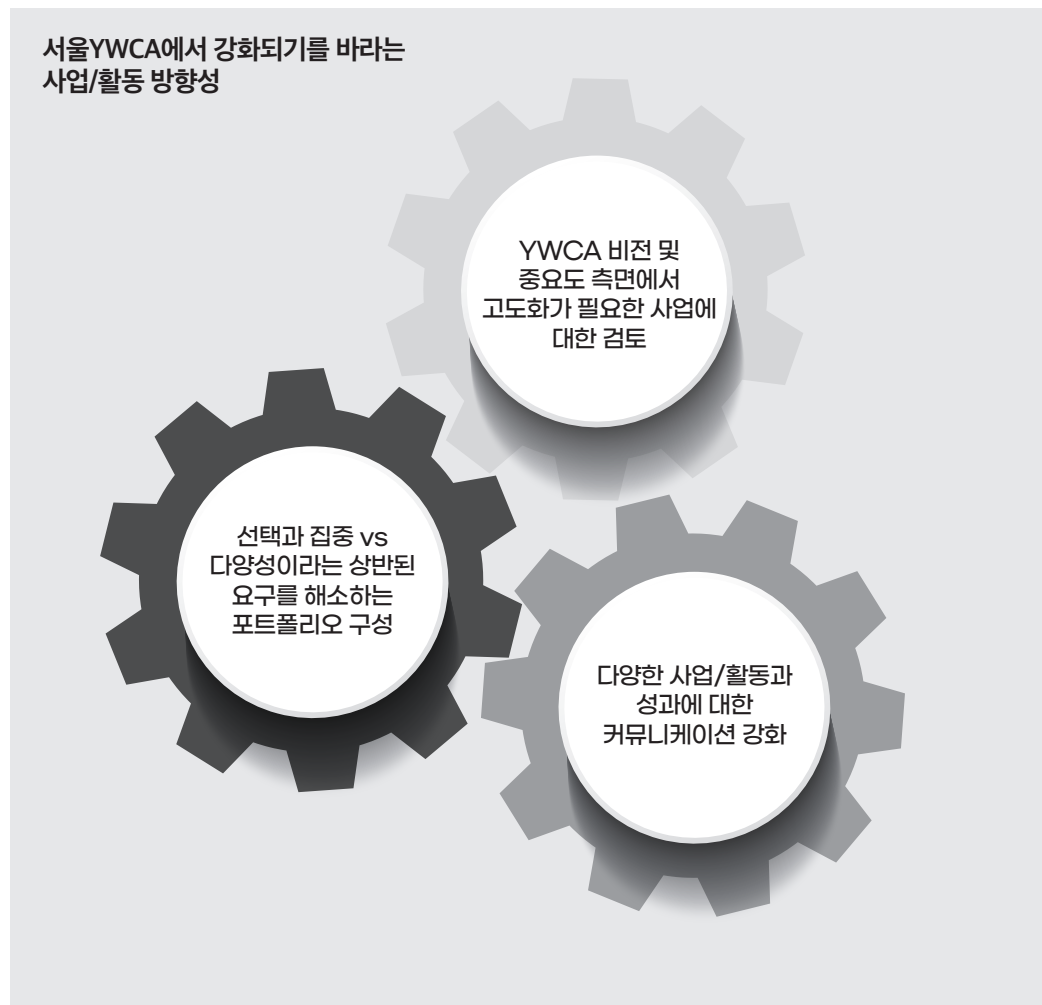 서울YWCA에서 강화되기를 바라는
사업/활동 방향성
YWCA 비전 및
중요도 측면에서
고도화가 필요한 사업에
대한 검토
선택과 집중 vs
다양성이라는 상반된
요구를 해소하는
포트폴리오 구성
다양한 사업/활동과
성과에 대한
커뮤니케이션 강화